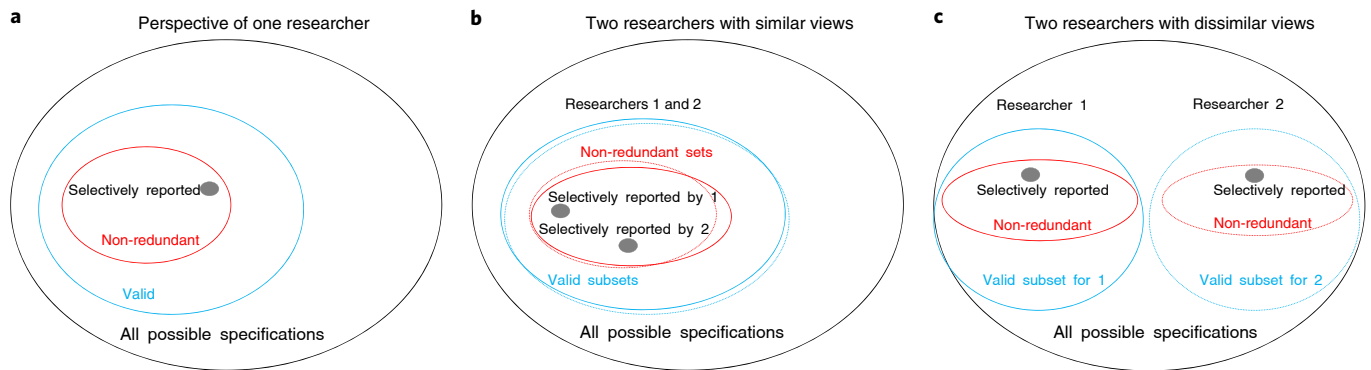 a
Perspective of one researcher
Selectively reported
Non-redundant
Valid
All possible specifications
b
Two researchers with similar views
Researchers 1 and 2
Non-redundant sets
Selectively reported by 1
Selectively reported by 2
Valid subsets
All possible specifications
c
Two researchers with dissimilar views
Researcher 1
Researcher 2
Selectively reported
Selectively reported
Non-redundant
Non-redundant
Valid subset for 1
Valid subset for 2
All possible specifications